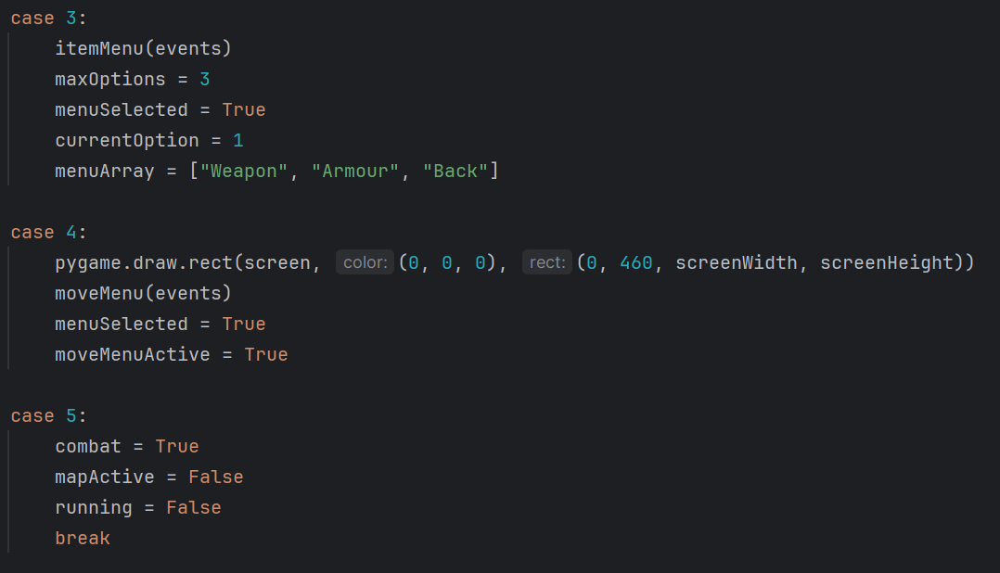 case 3:
itemMenu(events)
maxOptions = 3
menuSelected = True
currentOption = 1
menuArray = ["Weapon", "Armour", "Back"]
case 4:
pygame.draw.rect(screen, color: (0, 0, 0), rect: (0, 460, screenWidth, screenHeight))
moveMenu(events)
menuSelected = True
moveMenuActive = True
case 5:
combat = True
mapActive = False
running = False
break